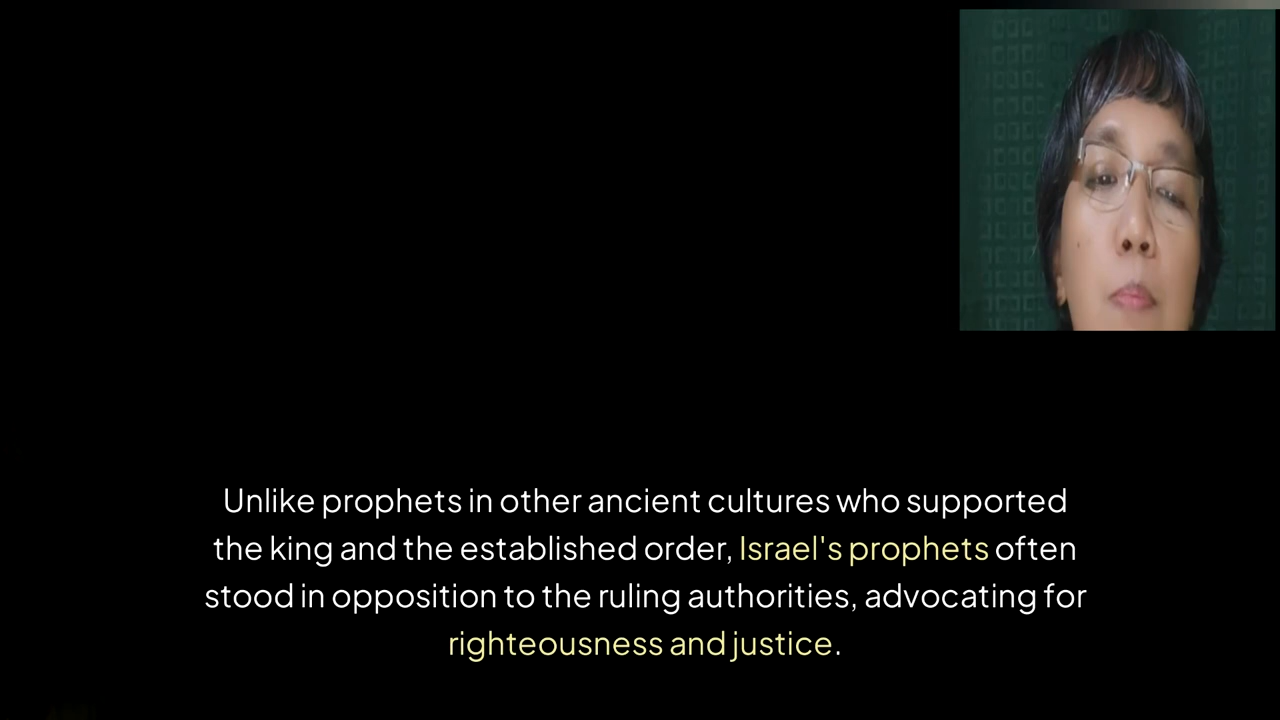 Unlike prophets in other ancient cultures who supported
the king and the established order, Israel's prophets often
stood in opposition to the ruling authorities, advocating for
righteousness and justice.